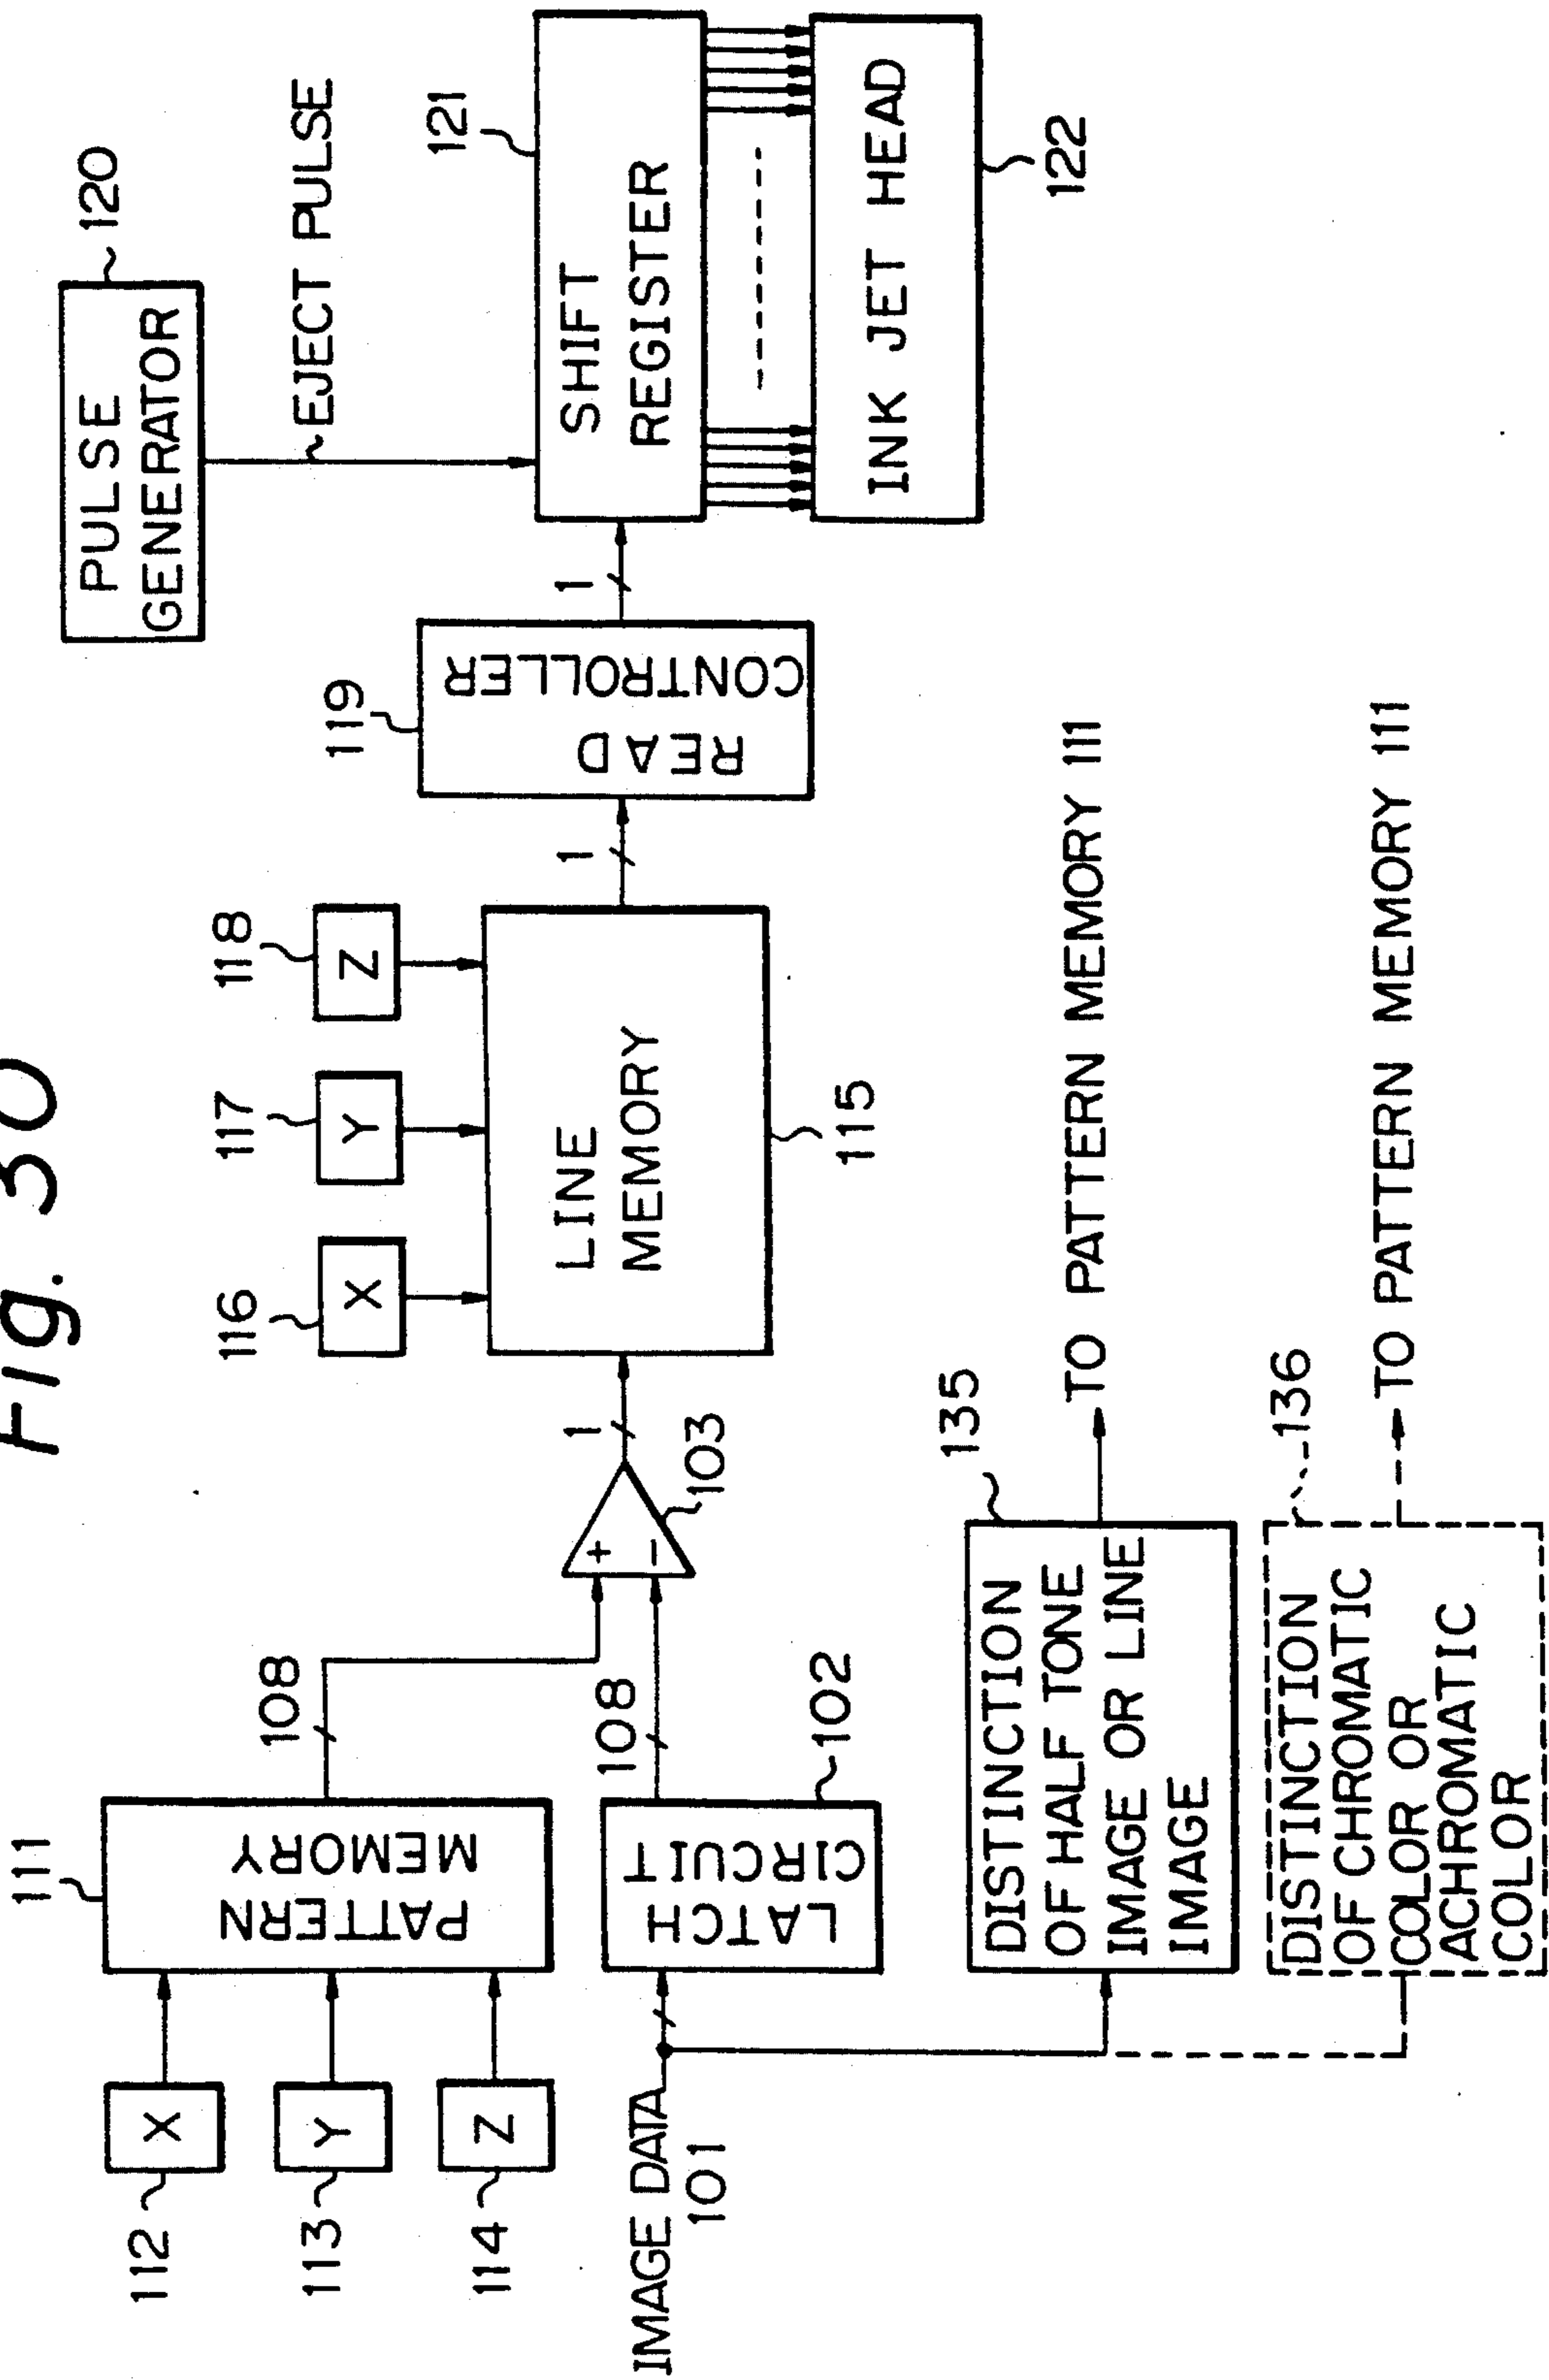 Fig. 30
120
PULSE
GENERATOR
EJECT PULSE
121
SHIFT
REGISTER
INK JET HEAD
122
119
READ
CONTROLLER
1
1
116
X
117
Y
118
Z
LINE
MEMORY
115
1
103
+
−
111
PATTERN
MEMORY
108
112
X
113
Y
114
Z
IMAGE DATA
101
LATCH
CIRCUIT
102
108
135
DISTINCTION
OF HALF TONE
IMAGE OR LINE
IMAGE
TO PATTERN MEMORY 111
136
DISTINCTION
OF CHROMATIC
COLOR OR
ACHROMATIC
COLOR
TO PATTERN MEMORY 111